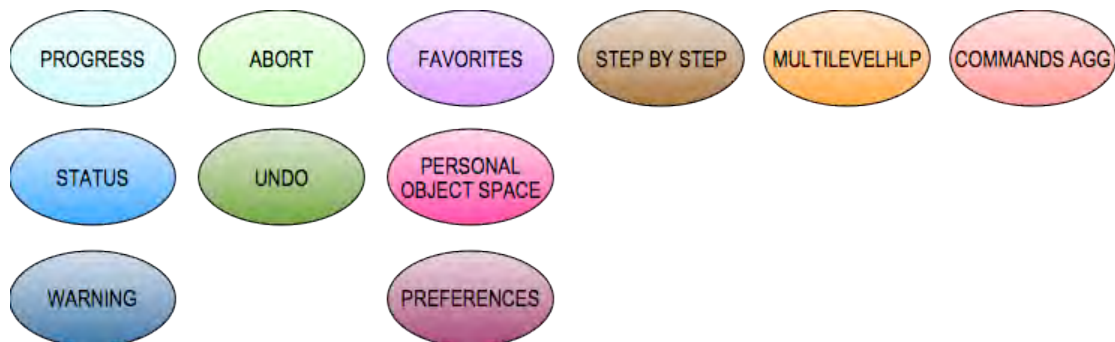 PROGRESS
ABORT
FAVORITES
STEP BY STEP
MULTILEVELHLP
COMMANDS AGG
STATUS
UNDO
PERSONAL
OBJECT SPACE
WARNING
PREFERENCES